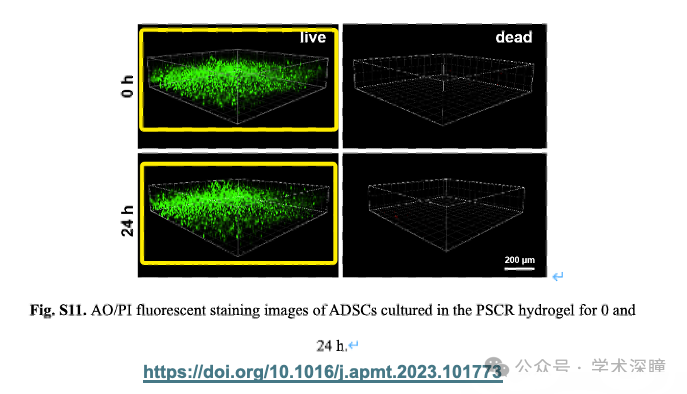 live
dead
0 h
24 h
200 μm
Fig. S11. AO/PI fluorescent staining images of ADSCs cultured in the PSCR hydrogel for 0 and
24 h.
https://doi.org/10.1016/j.apmt.2023.101773
公众号 · 学术深瞳